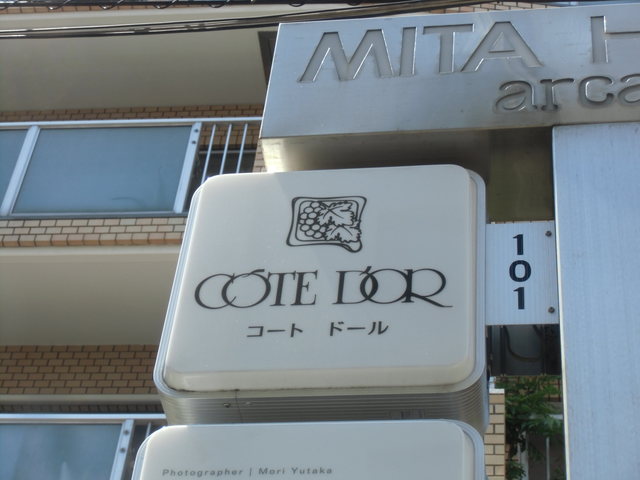 MITA
arca
CÔTE D'OR
コート ドール
101
Photographer | Mori Yutaka